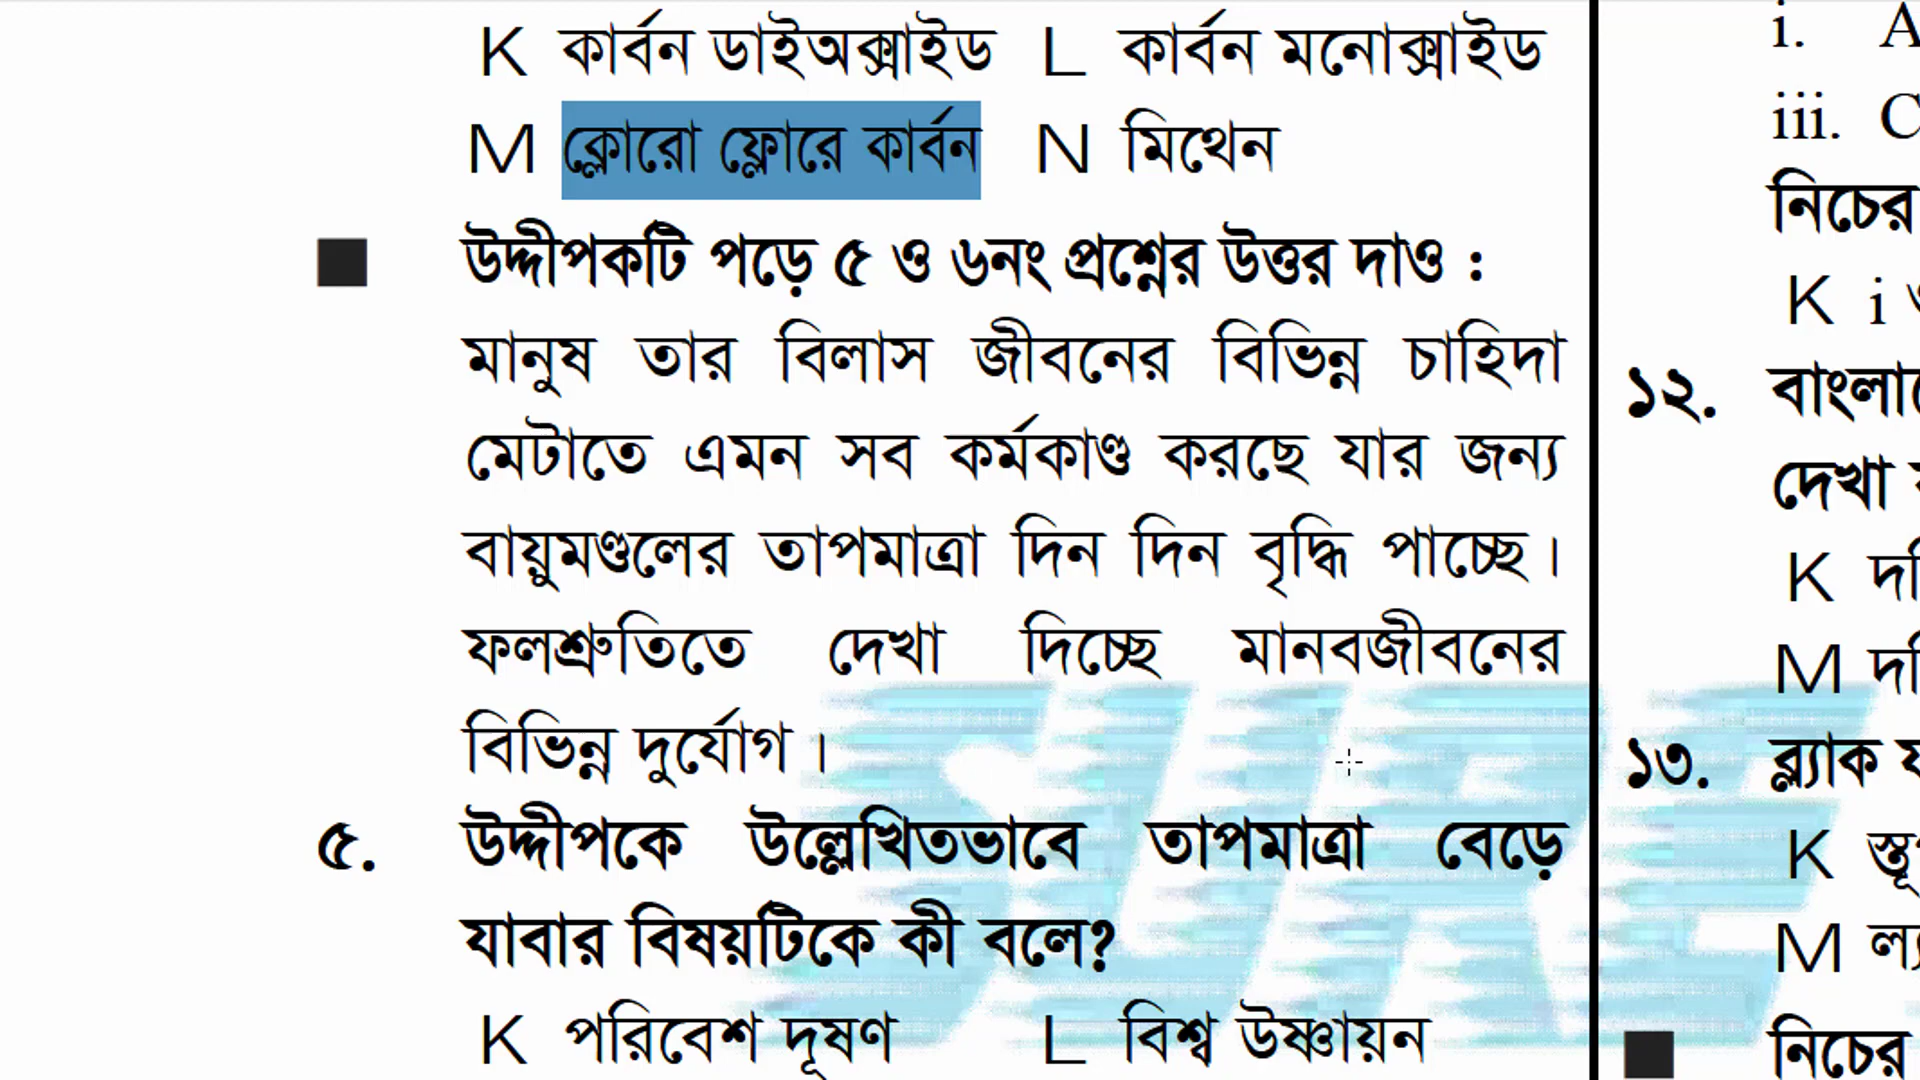 K কার্বন ডাইঅক্সাইড L কার্বন মনোক্সাইড
M ক্লোরো ফ্লোরে কার্বন N মিথেন
■ উদ্দীপকটি পড়ে ৫ ও ৬নং প্রশ্নের উত্তর দাও :
মানুষ তার বিলাস জীবনের বিভিন্ন চাহিদা
মেটাতে এমন সব কর্মকাণ্ড করছে যার জন্য
বায়ুমণ্ডলের তাপমাত্রা দিন দিন বৃদ্ধি পাচ্ছে।
ফলশ্রুতিতে দেখা দিচ্ছে মানবজীবনের
বিভিন্ন দুর্যোগ।
৫. উদ্দীপকে উল্লেখিতভাবে তাপমাত্রা বেড়ে
যাবার বিষয়টিকে কী বলে?
K পরিবেশ দূষণ L বিশ্ব উষ্ণায়ন
i. A
iii. C
নিচের
K i
১২.
দেখা
K
M
১৩. ব্ল্যাক
K
M
■ নিচের